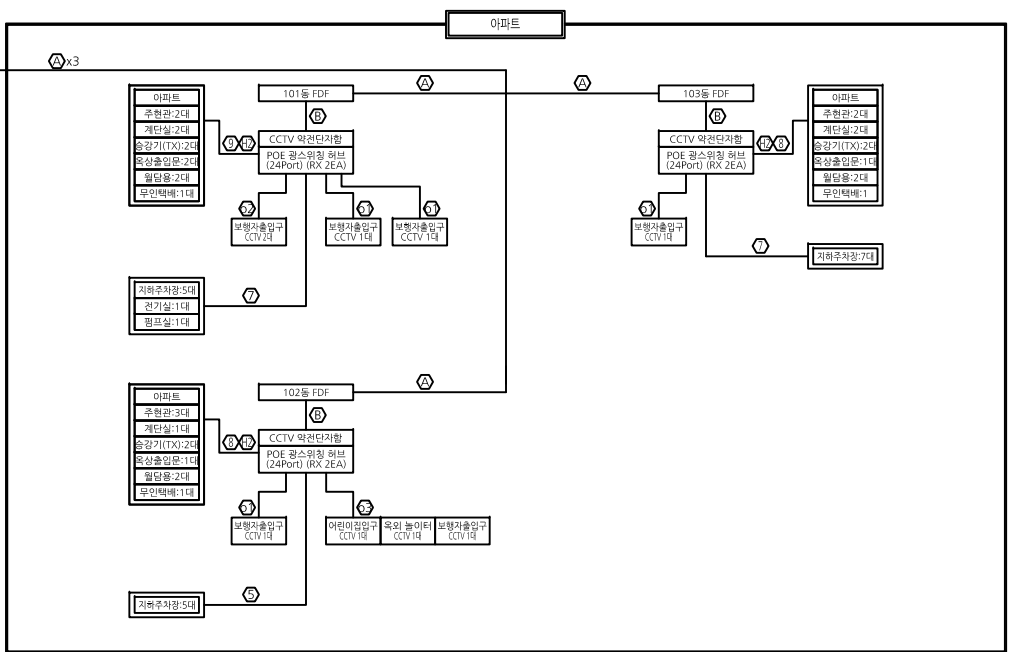 아파트
A x3
A
A
101동 FDF
B
CCTV 약전단자함
POE 광스위칭 허브
(24Port) (RX 2EA)
아파트
주현관:2대
계단실:2대
승강기(TX):2대
옥상출입문:2대
월담용:2대
무인택배:1대
9 H2
b2
b1
b1
보행자출입구
CCTV 2대
보행자출입구
CCTV 1대
보행자출입구
CCTV 1대
지하주차장:5대
전기실:1대
펌프실:1대
7
103동 FDF
B
CCTV 약전단자함
POE 광스위칭 허브
(24Port) (RX 2EA)
H2 8
아파트
주현관:2대
계단실:2대
승강기(TX):2대
옥상출입문:1대
월담용:2대
무인택배:1
b1
보행자출입구
CCTV 1대
7
지하주차장:7대
102동 FDF
A
B
CCTV 약전단자함
POE 광스위칭 허브
(24Port) (RX 2EA)
아파트
주현관:3대
계단실:1대
승강기(TX):2대
옥상출입문:1대
월담용:2대
무인택배:1대
8 H2
b1
b3
보행자출입구
CCTV 1대
어린이집입구
CCTV 1대
옥외 놀이터
CCTV 1대
보행자출입구
CCTV 1대
지하주차장:5대
5